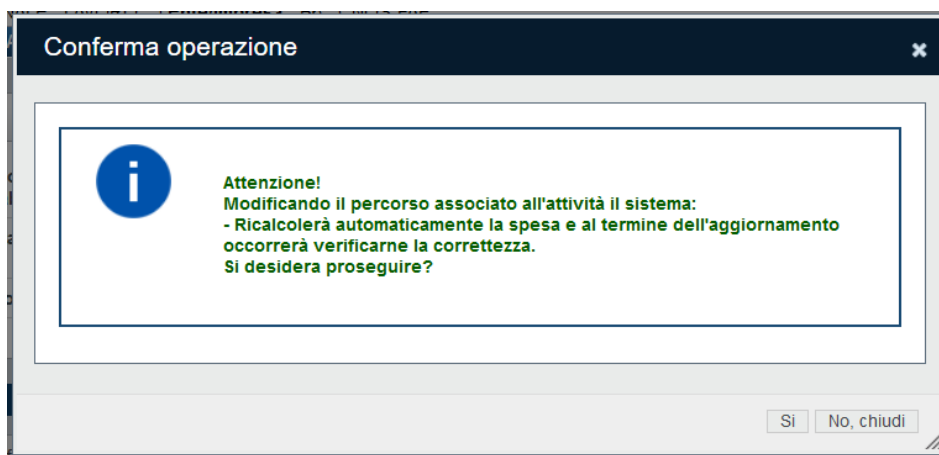 Conferma operazione
Attenzione!
Modificando il percorso associato all'attività il sistema:
- Ricalcolerà automaticamente la spesa e al termine dell'aggiornamento
occorrerà verificarne la correttezza.
Si desidera proseguire?
Si
No, chiudi